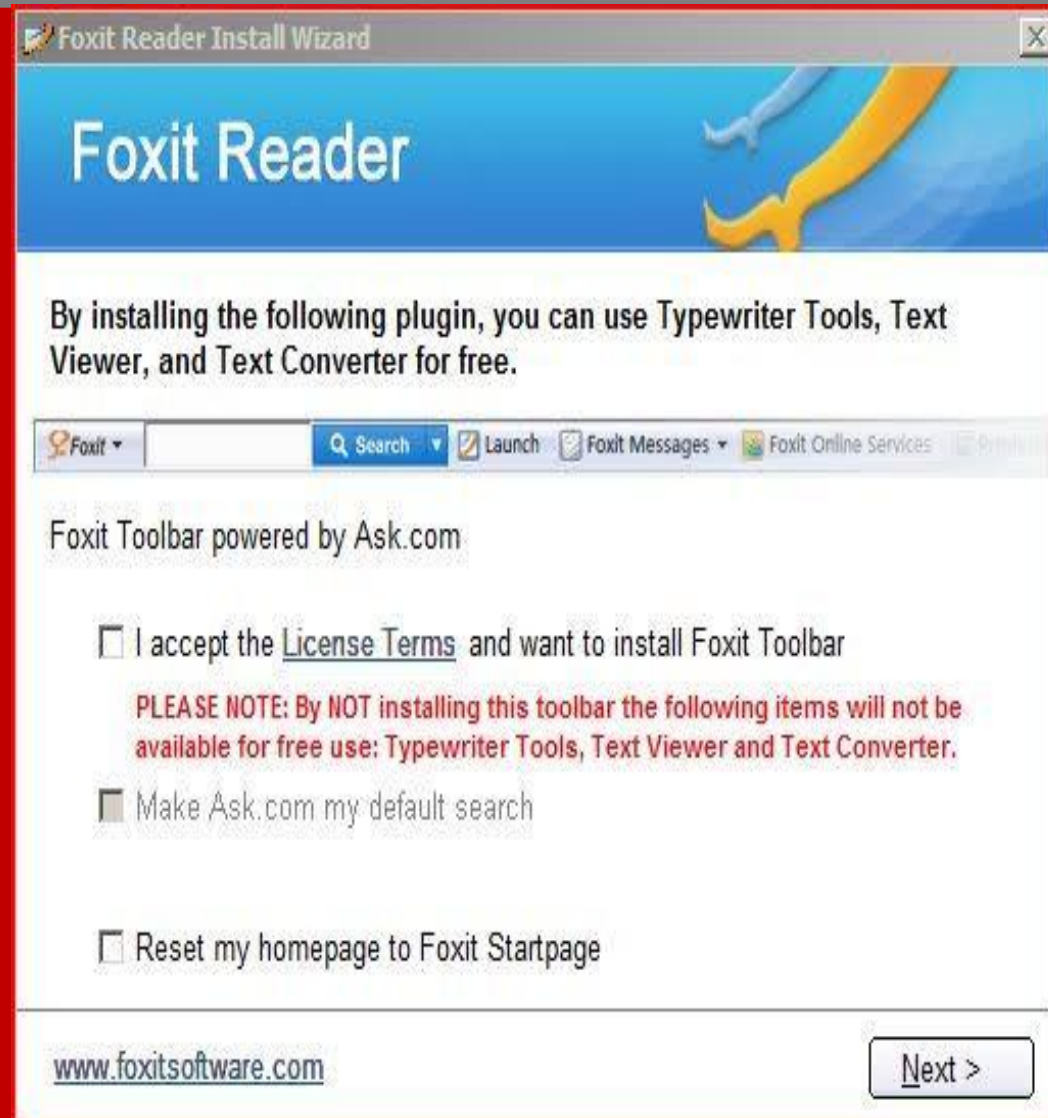 Foxit Reader Install Wizard
Foxit Reader
By installing the following plugin, you can use Typewriter Tools, Text
Viewer, and Text Converter for free.
Foxit Search Launch Foxit Messages Foxit Online Services
Foxit Toolbar powered by Ask.com
I accept the License Terms and want to install Foxit Toolbar
PLEASE NOTE: By NOT installing this toolbar the following items will not be
available for free use: Typewriter Tools, Text Viewer and Text Converter.
Make Ask.com my default search
Reset my homepage to Foxit Startpage
www.foxitsoftware.com
Next >